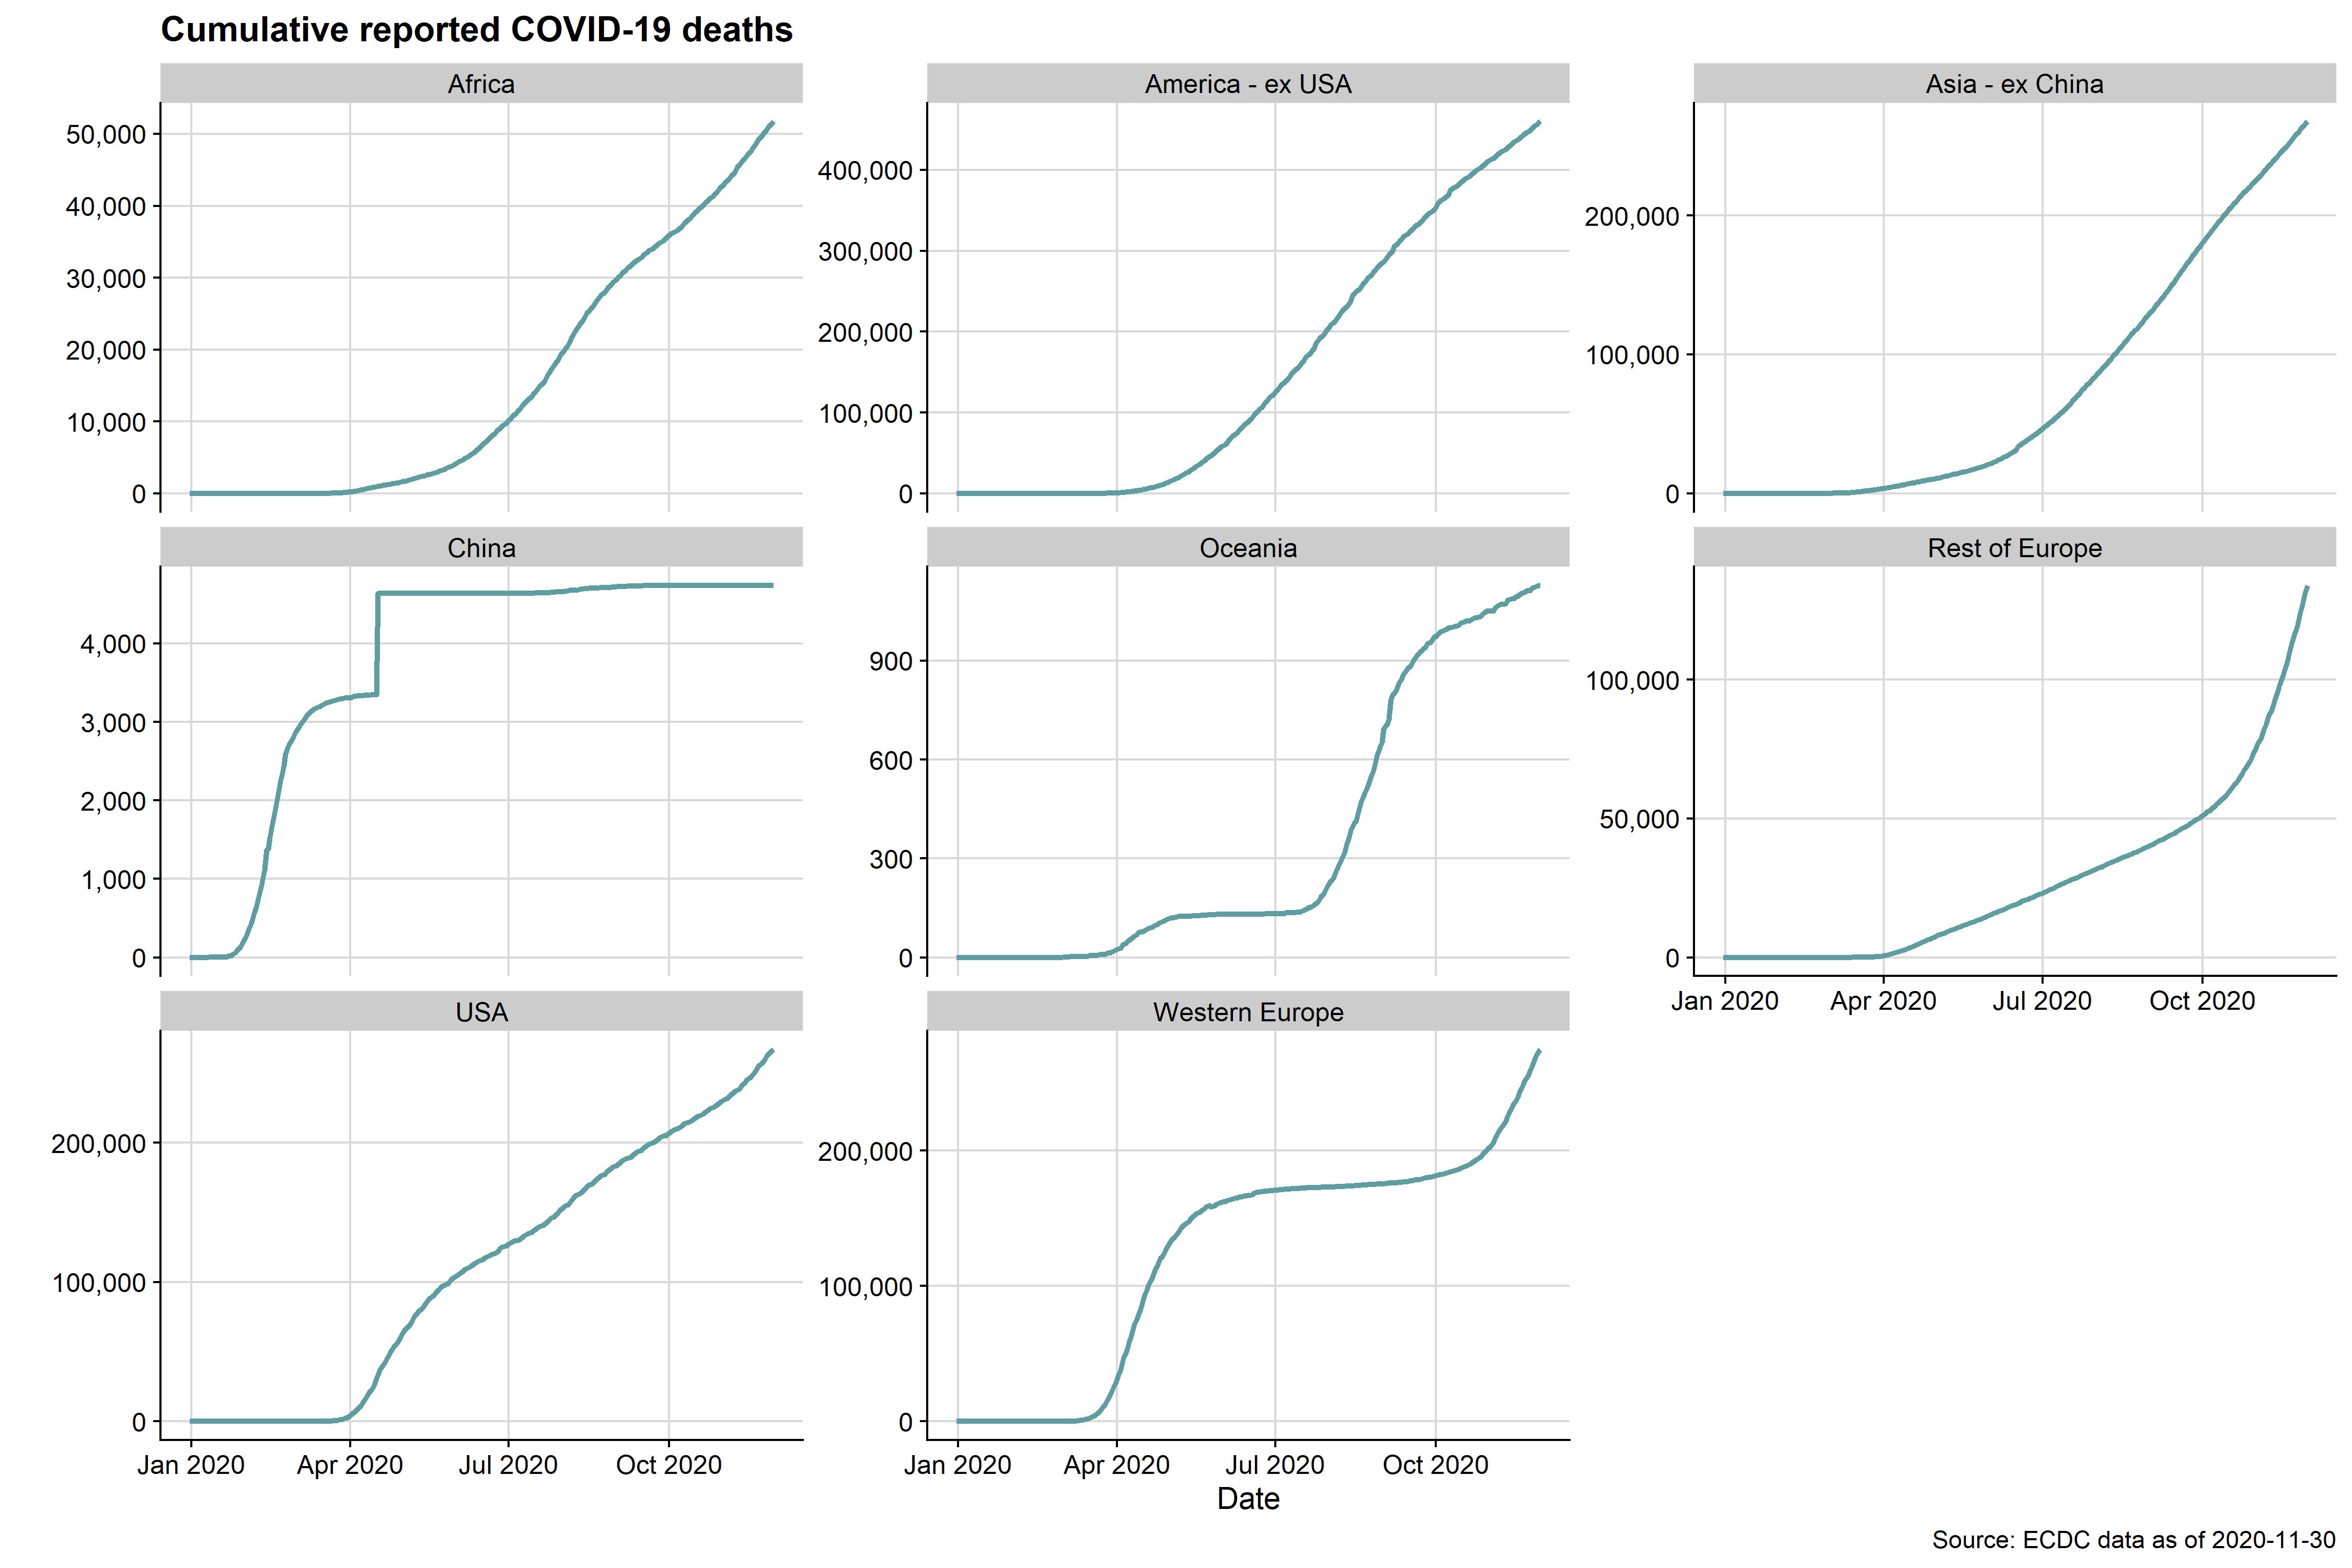 Cumulative reported COVID-19 deaths
Africa
50,000
40,000
30,000
20,000
10,000
0
America - ex USA
400,000
300,000
200,000
100,000
0
Asia - ex China
200,000
100,000
0
China
4,000
3,000
2,000
1,000
0
Oceania
900
600
300
0
Rest of Europe
100,000
50,000
0
Jan 2020 Apr 2020 Jul 2020 Oct 2020
USA
200,000
100,000
0
Jan 2020 Apr 2020 Jul 2020 Oct 2020
Western Europe
200,000
100,000
0
Jan 2020 Apr 2020 Jul 2020 Oct 2020
Date
Source: ECDC data as of 2020-11-30